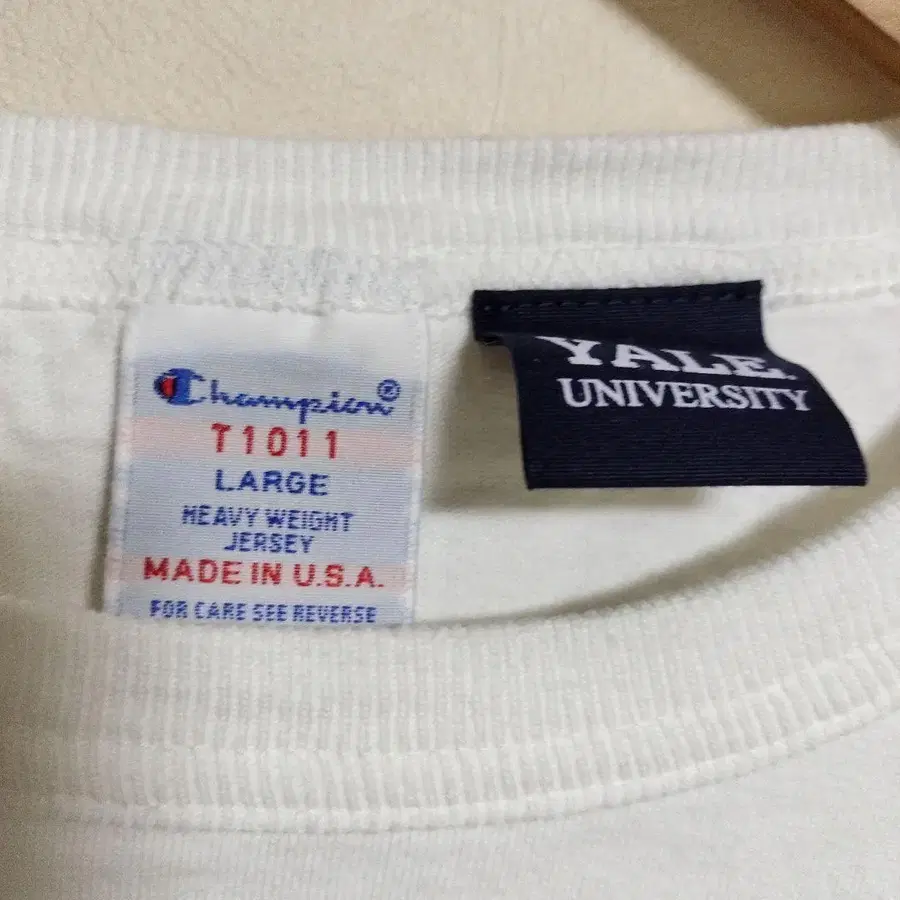 Champion®
T1011
LARGE
HEAVY WEIGHT
JERSEY
MADE IN U.S.A.
FOR CARE SEE REVERSE
YALE
UNIVERSITY